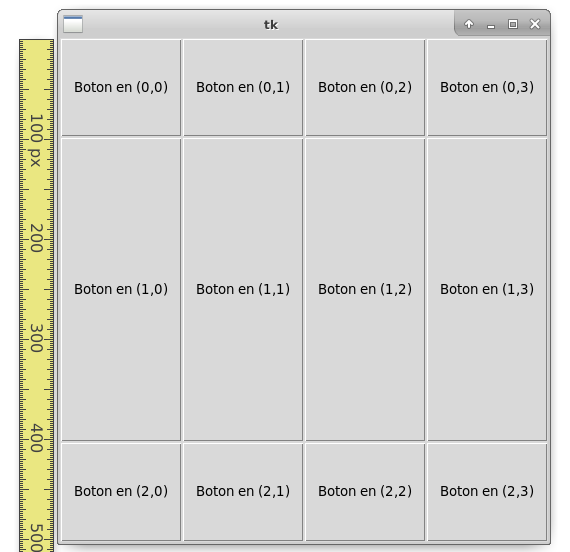 tk
Boton en (0,0) Boton en (0,1) Boton en (0,2) Boton en (0,3)
100 px
200
Boton en (1,0) Boton en (1,1) Boton en (1,2) Boton en (1,3)
300
400
Boton en (2,0) Boton en (2,1) Boton en (2,2) Boton en (2,3)
500